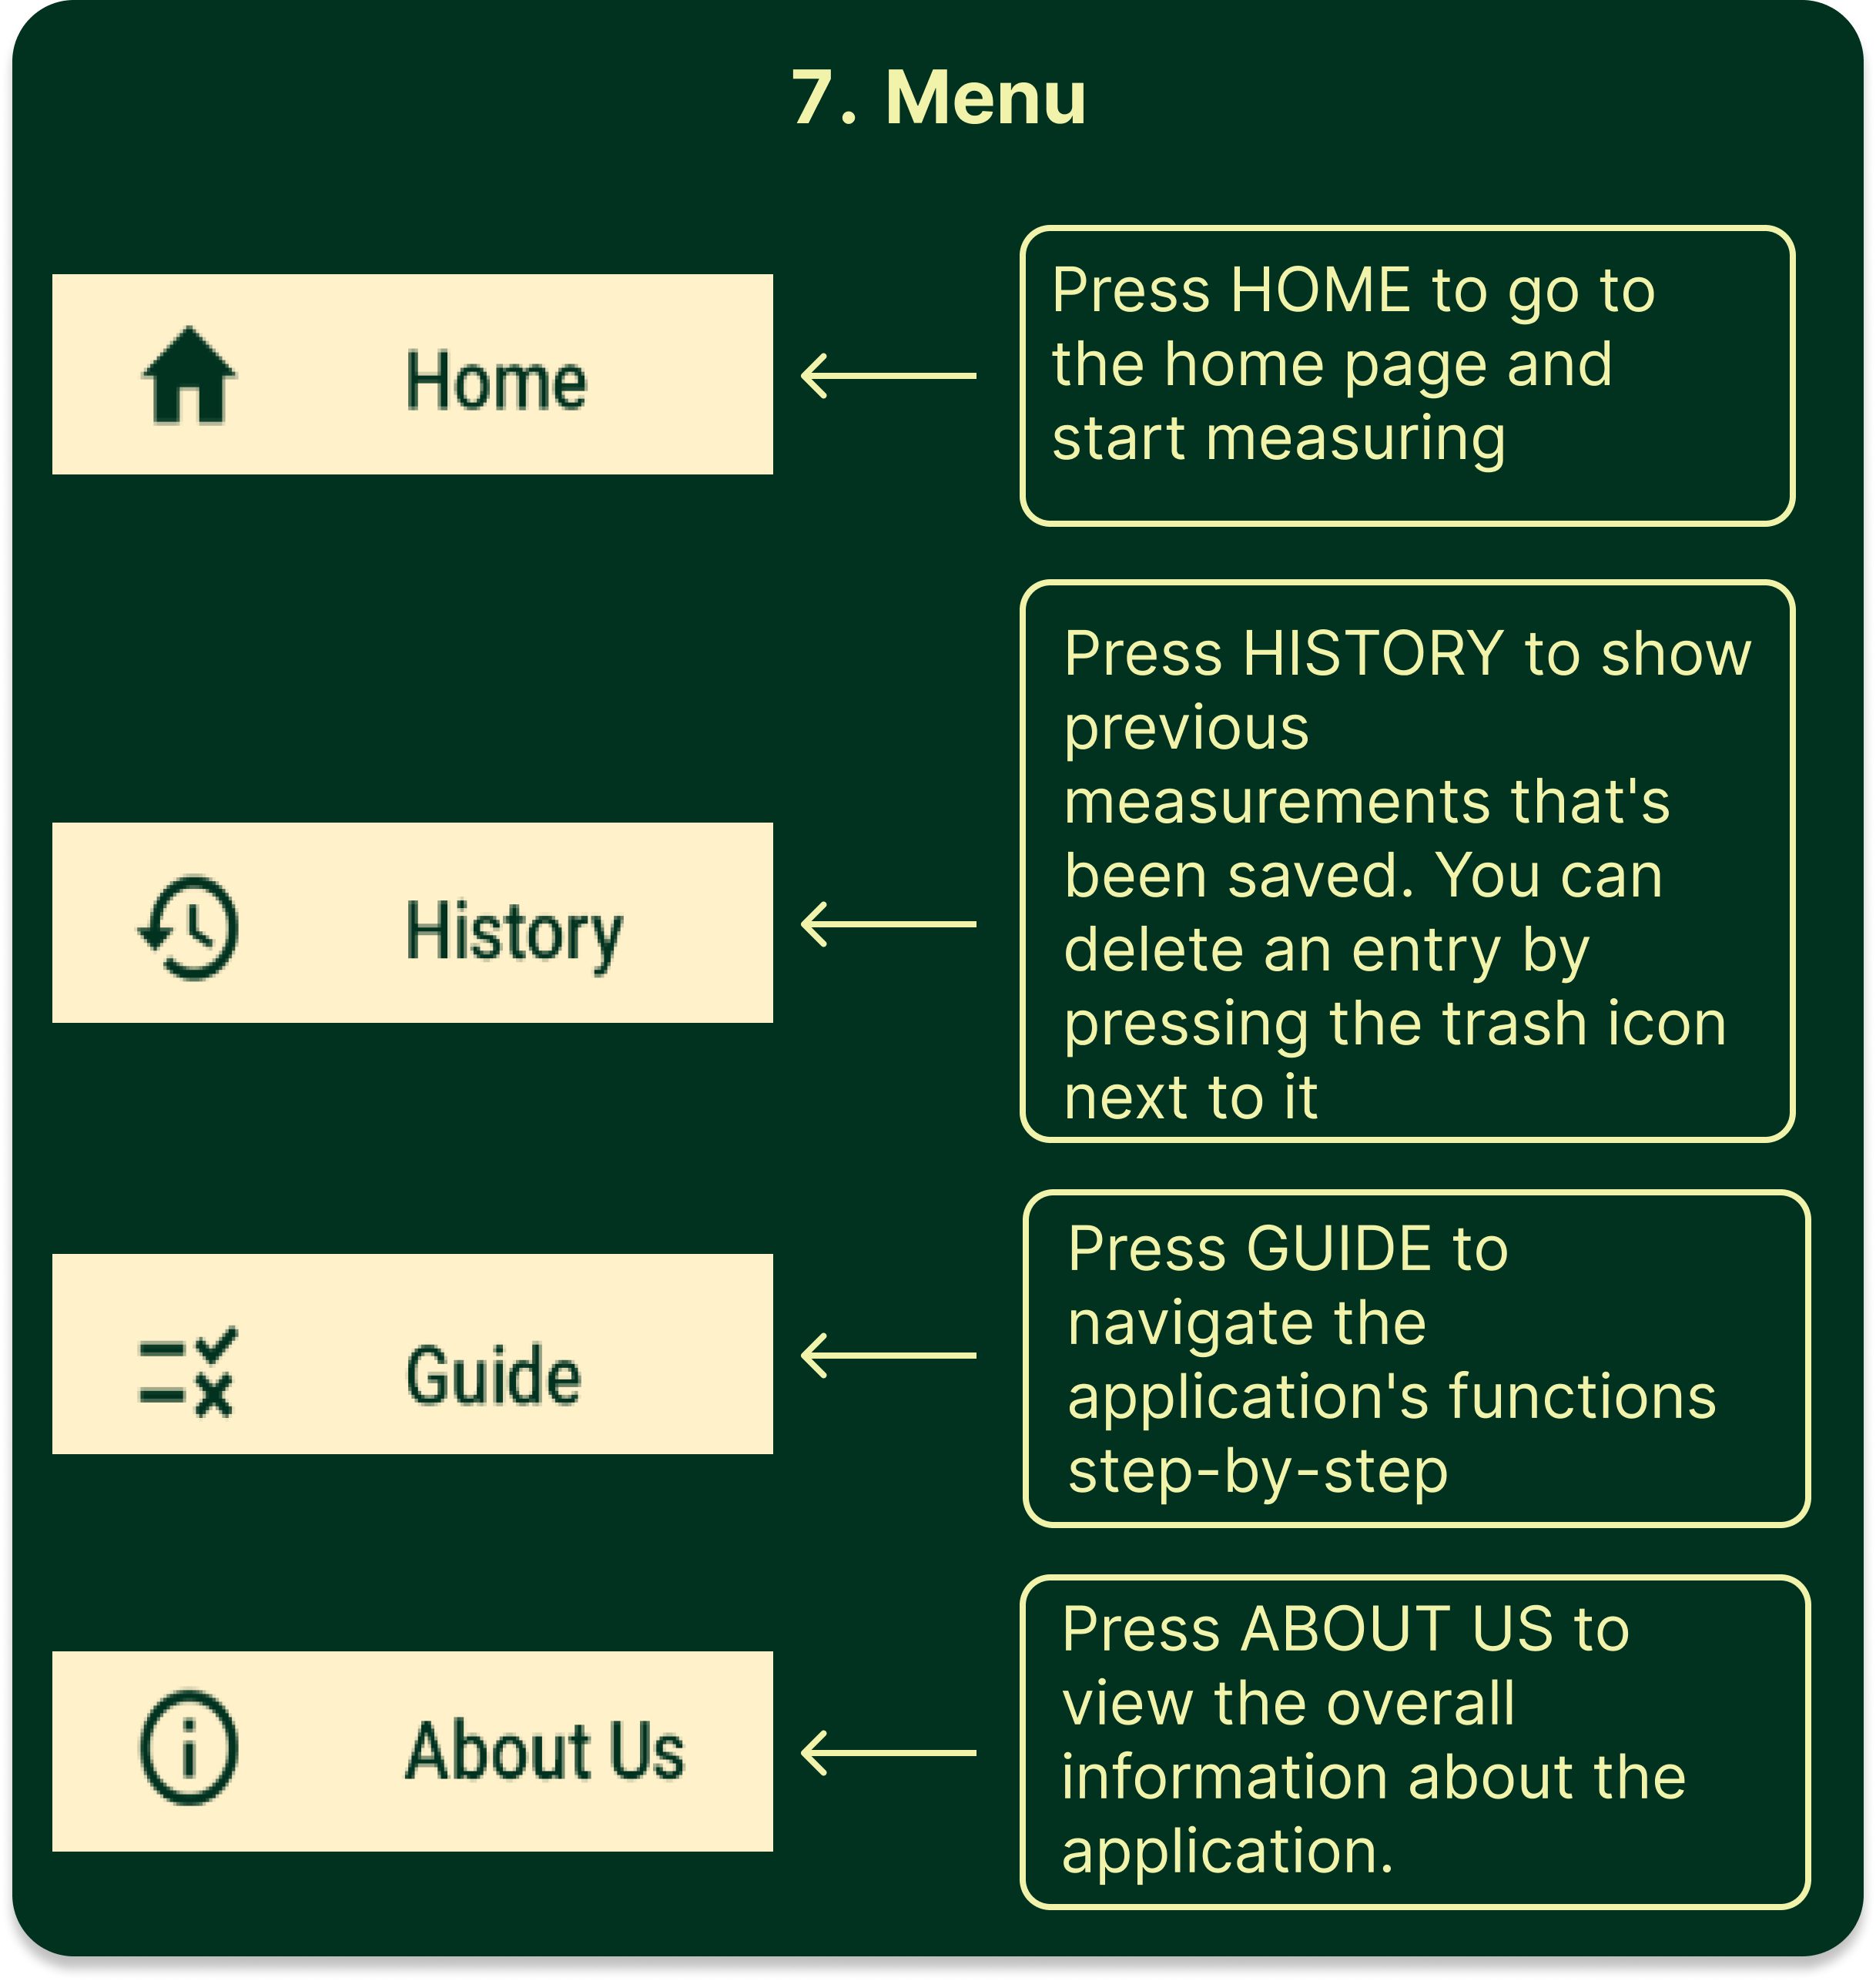 7. Menu
Home
Press HOME to go to
the home page and
start measuring
History
Press HISTORY to show
previous
measurements that's
been saved. You can
delete an entry by
pressing the trash icon
next to it
Guide
Press GUIDE to
navigate the
application's functions
step-by-step
About Us
Press ABOUT US to
view the overall
information about the
application.